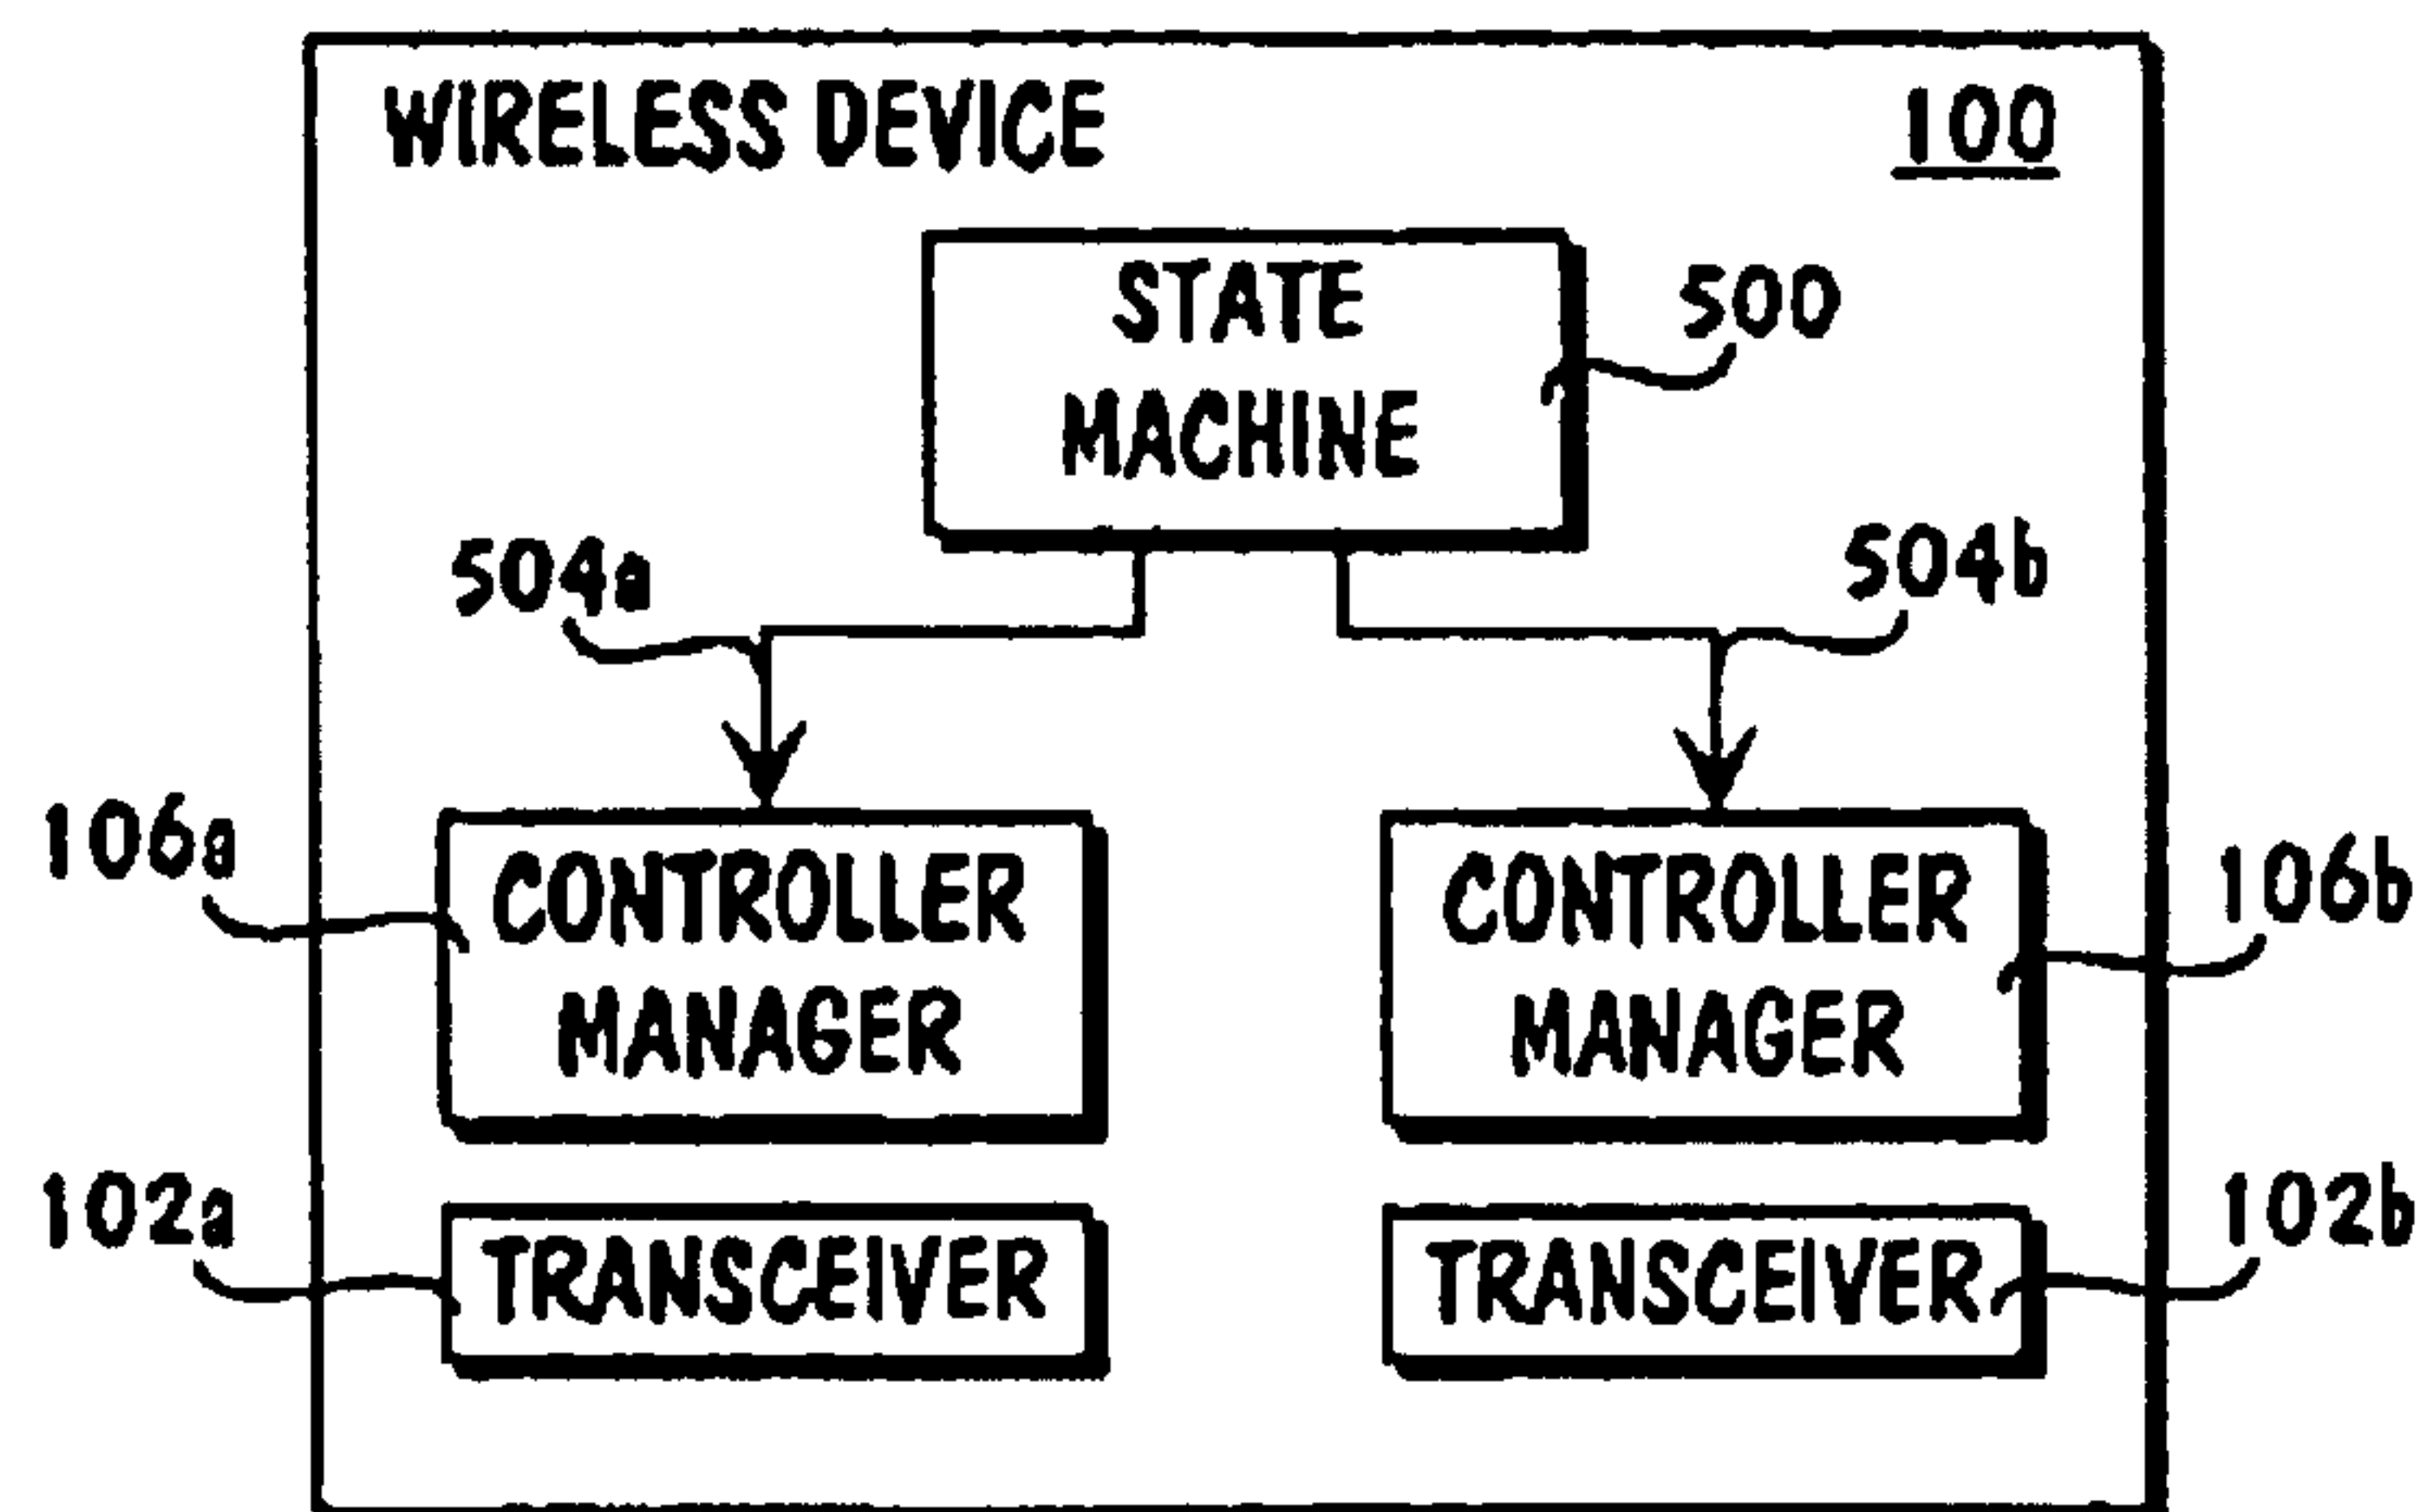 WIRELESS DEVICE 100
STATE
MACHINE
500
504a
504b
106a
CONTROLLER
MANAGER
CONTROLLER
MANAGER
106b
102a
TRANSCEIVER
TRANSCEIVER
102b